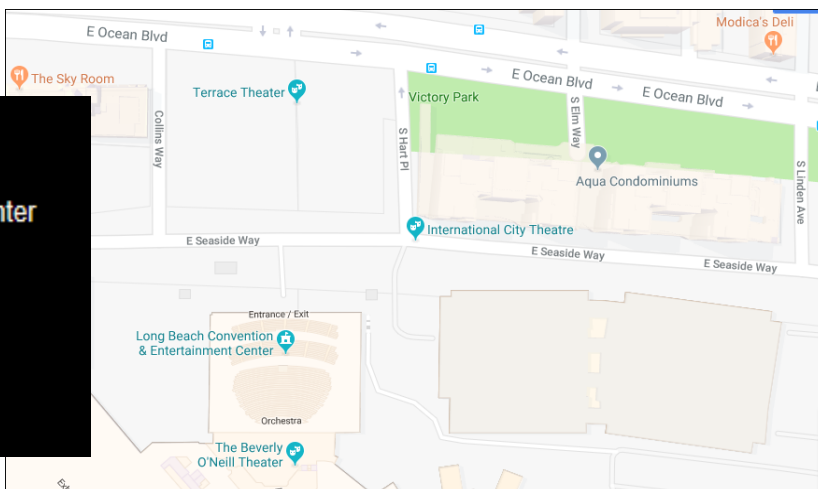 Modica's Deli
E Ocean Blvd
The Sky Room
Terrace Theater
Victory Park
E Ocean Blvd
E Ocean Blvd
Collins Way
S Hart Pl
S Elm Way
S Linden Ave
Aqua Condominiums
nter
International City Theatre
E Seaside Way
E Seaside Way
E Seaside Way
Entrance / Exit
Long Beach Convention
& Entertainment Center
Orchestra
The Beverly
O'Neill Theater